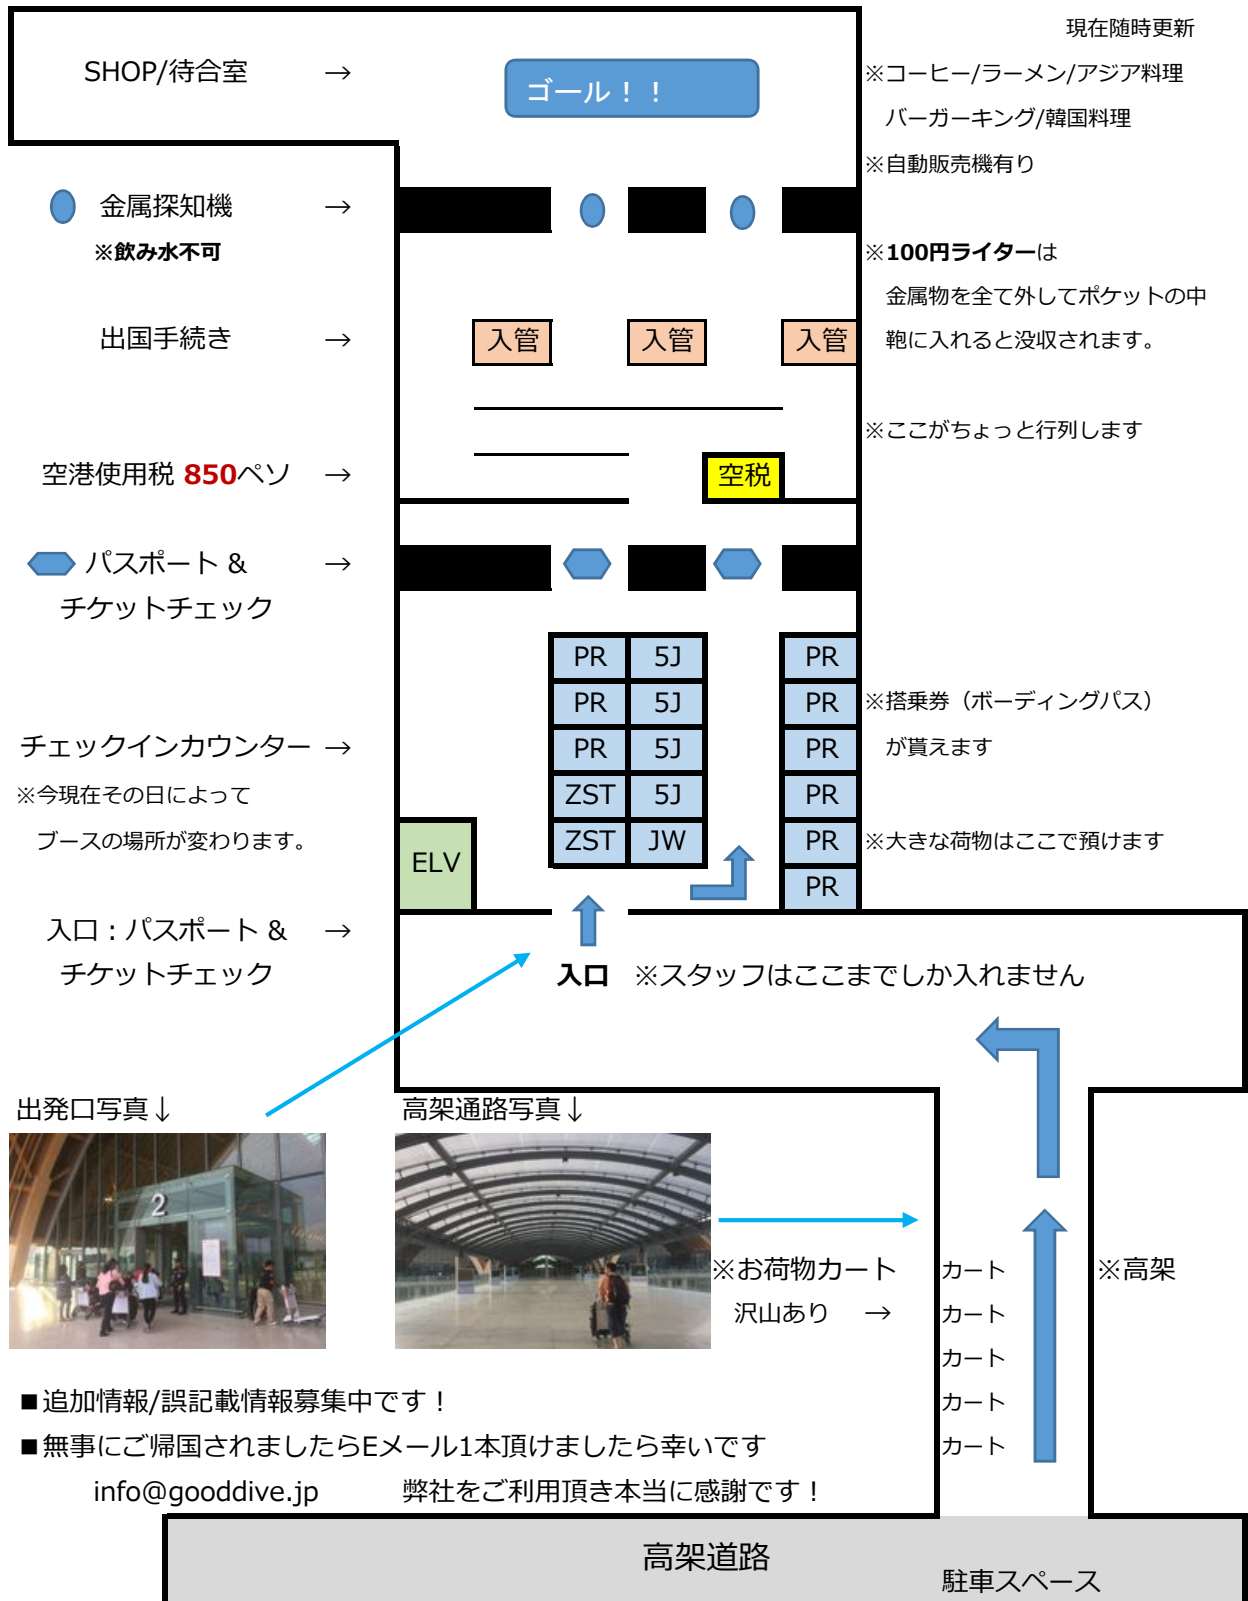 現在随時更新
SHOP/待合室 →
ゴール！！
※コーヒー/ラーメン/アジア料理
バーガーキング/韓国料理
※自動販売機有り
金属探知機 →
※飲み水不可
※100円ライターは
金属物を全て外してポケットの中
鞄に入れると没収されます。
出国手続き →
入管 入管 入管
※ここがちょっと行列します
空港使用税 850ペソ →
空税
パスポート & →
チケットチェック
PR 5J PR
PR 5J PR
※搭乗券（ボーディングパス）
が貰えます
チェックインカウンター →
PR 5J PR
※今現在その日によって
ブースの場所が変わります。
ZST 5J PR
ZST JW PR
※大きな荷物はここで預けます
ELV
PR
入口：パスポート & →
チケットチェック
入口 ※スタッフはここまでしか入れません
出発口写真↓
高架通路写真↓
2
※お荷物カート
沢山あり →
カート
カート
カート
カート
カート
※高架
■追加情報/誤記載情報募集中です！
■無事にご帰国されましたらEメール1本頂けましたら幸いです
info@gooddive.jp 弊社をご利用頂き本当に感謝です！
高架道路
駐車スペース